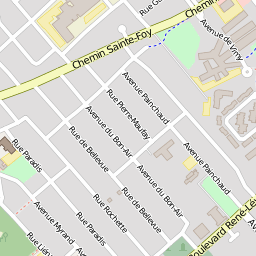 Rue Gu
Avenue de Vimy
Chemin Sainte-Foy
Chemin
Avenue Painchaud
Rue Pierre-Maufay
Avenue du Bon-Air
Rue de Bellevue
Rue Paradis
Avenue Painchaud
Avenue du Bon-Air
Rue de Bellevue
Rue Rochette
Avenue Myrand
Rue Paradis
Boulevard René-Lé